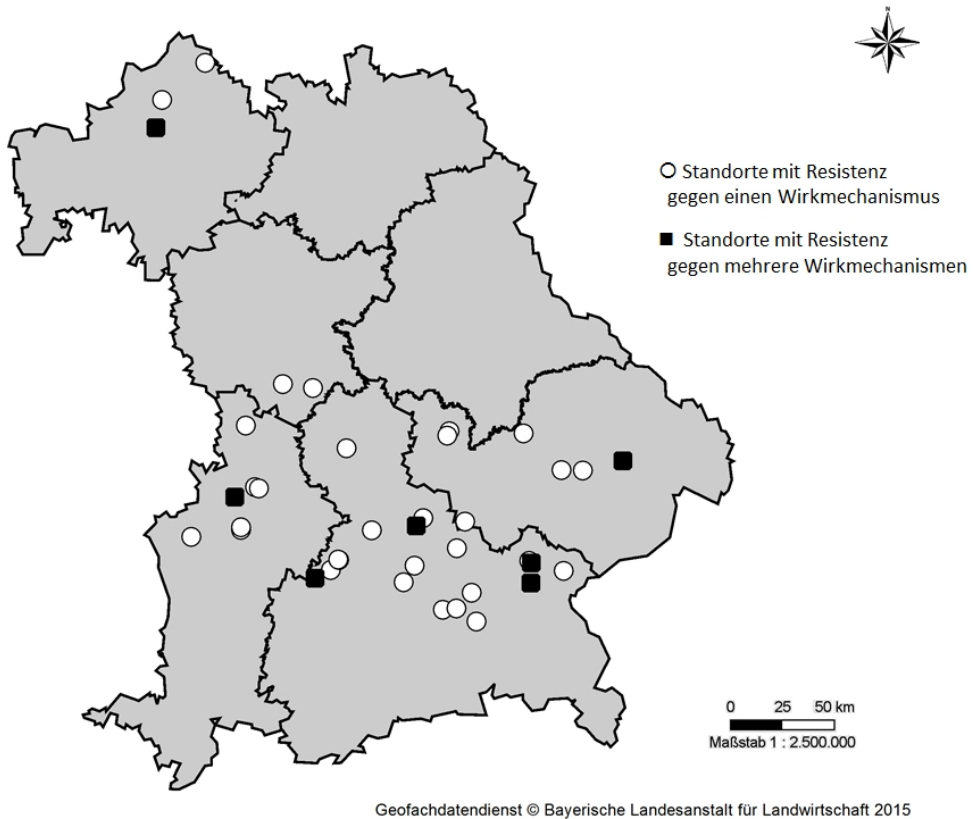 N
Standorte mit Resistenz
gegen einen Wirkmechanismus
Standorte mit Resistenz
gegen mehrere Wirkmechanismen
0 25 50 km
Maßstab 1 : 2.500.000
Geofachdatendienst © Bayerische Landesanstalt für Landwirtschaft 2015